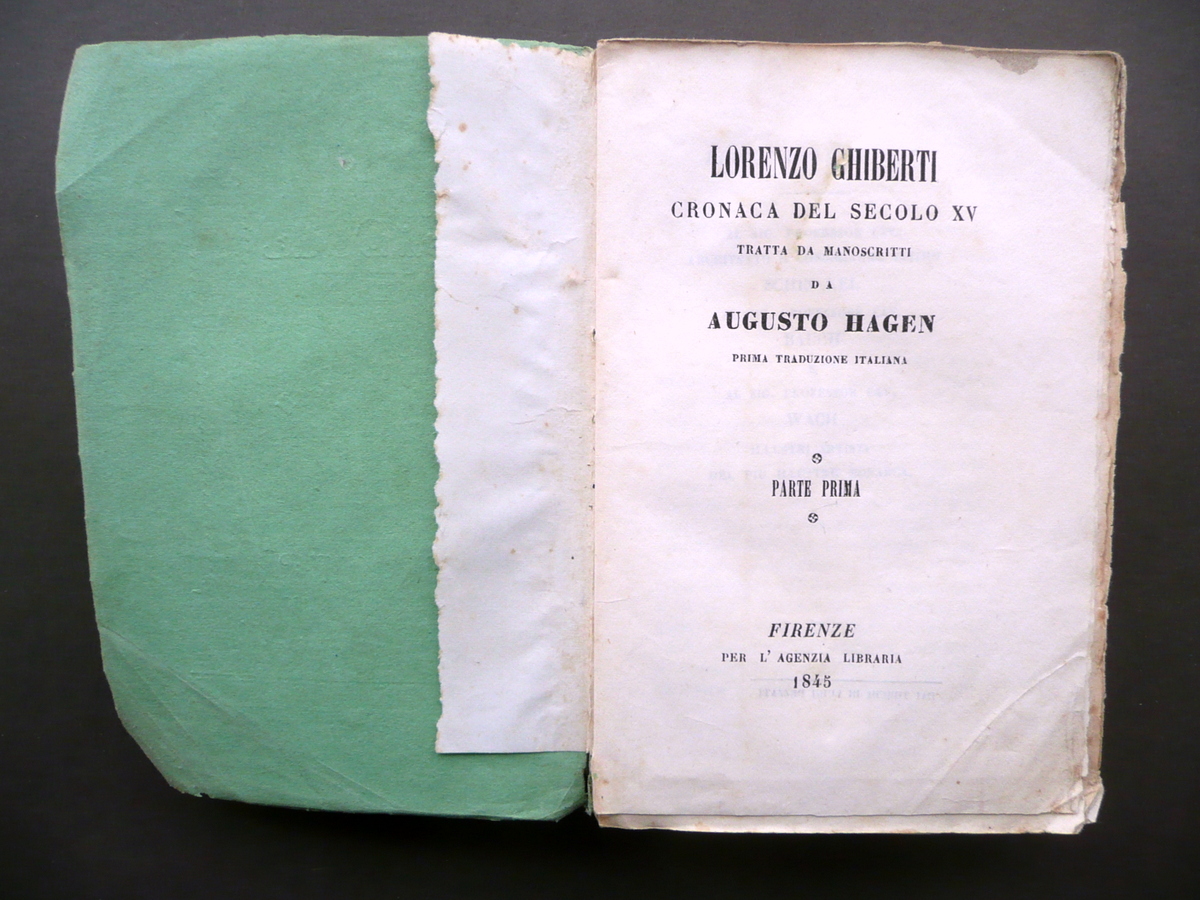 LORENZO GHIBERTI
CRONACA DEL SECOLO XV
TRATTA DA MANOSCRITTI
DA
AUGUSTO HAGEN
PRIMA TRADUZIONE ITALIANA
PARTE PRIMA
FIRENZE
PER L' AGENZIA LIBRARIA
1845